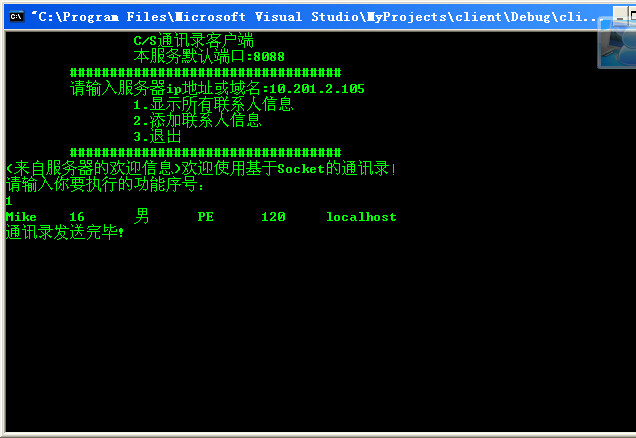 "C:\Program Files\Microsoft Visual Studio\MyProjects\client\Debug\cli...
C/S通讯录客户端
本服务默认端口:8088
##################################
请输入服务器ip地址或域名:10.201.2.105
1.显示所有联系人信息
2.添加联系人信息
3.退出
##################################
(来自服务器的欢迎信息)欢迎使用基于Socket的通讯录!
请输入你要执行的功能序号:
1
Mike 16 男 PE 120 localhost
通讯录发送完毕!